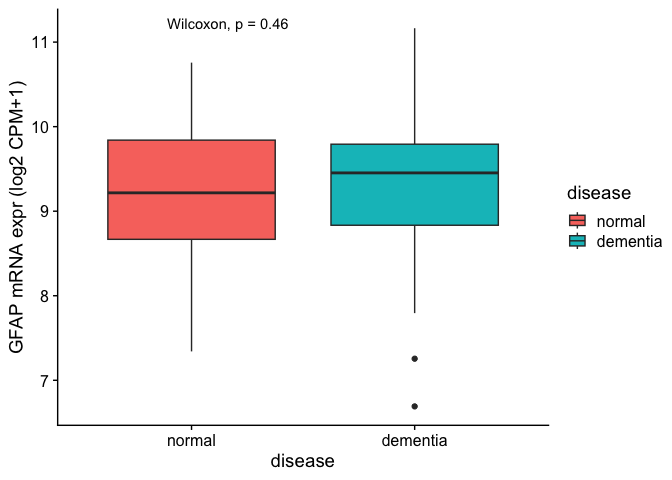 Wilcoxon, p = 0.46
GFAP mRNA expr (log2 CPM+1)
11
10
9
8
7
normal
dementia
disease
disease
normal
dementia